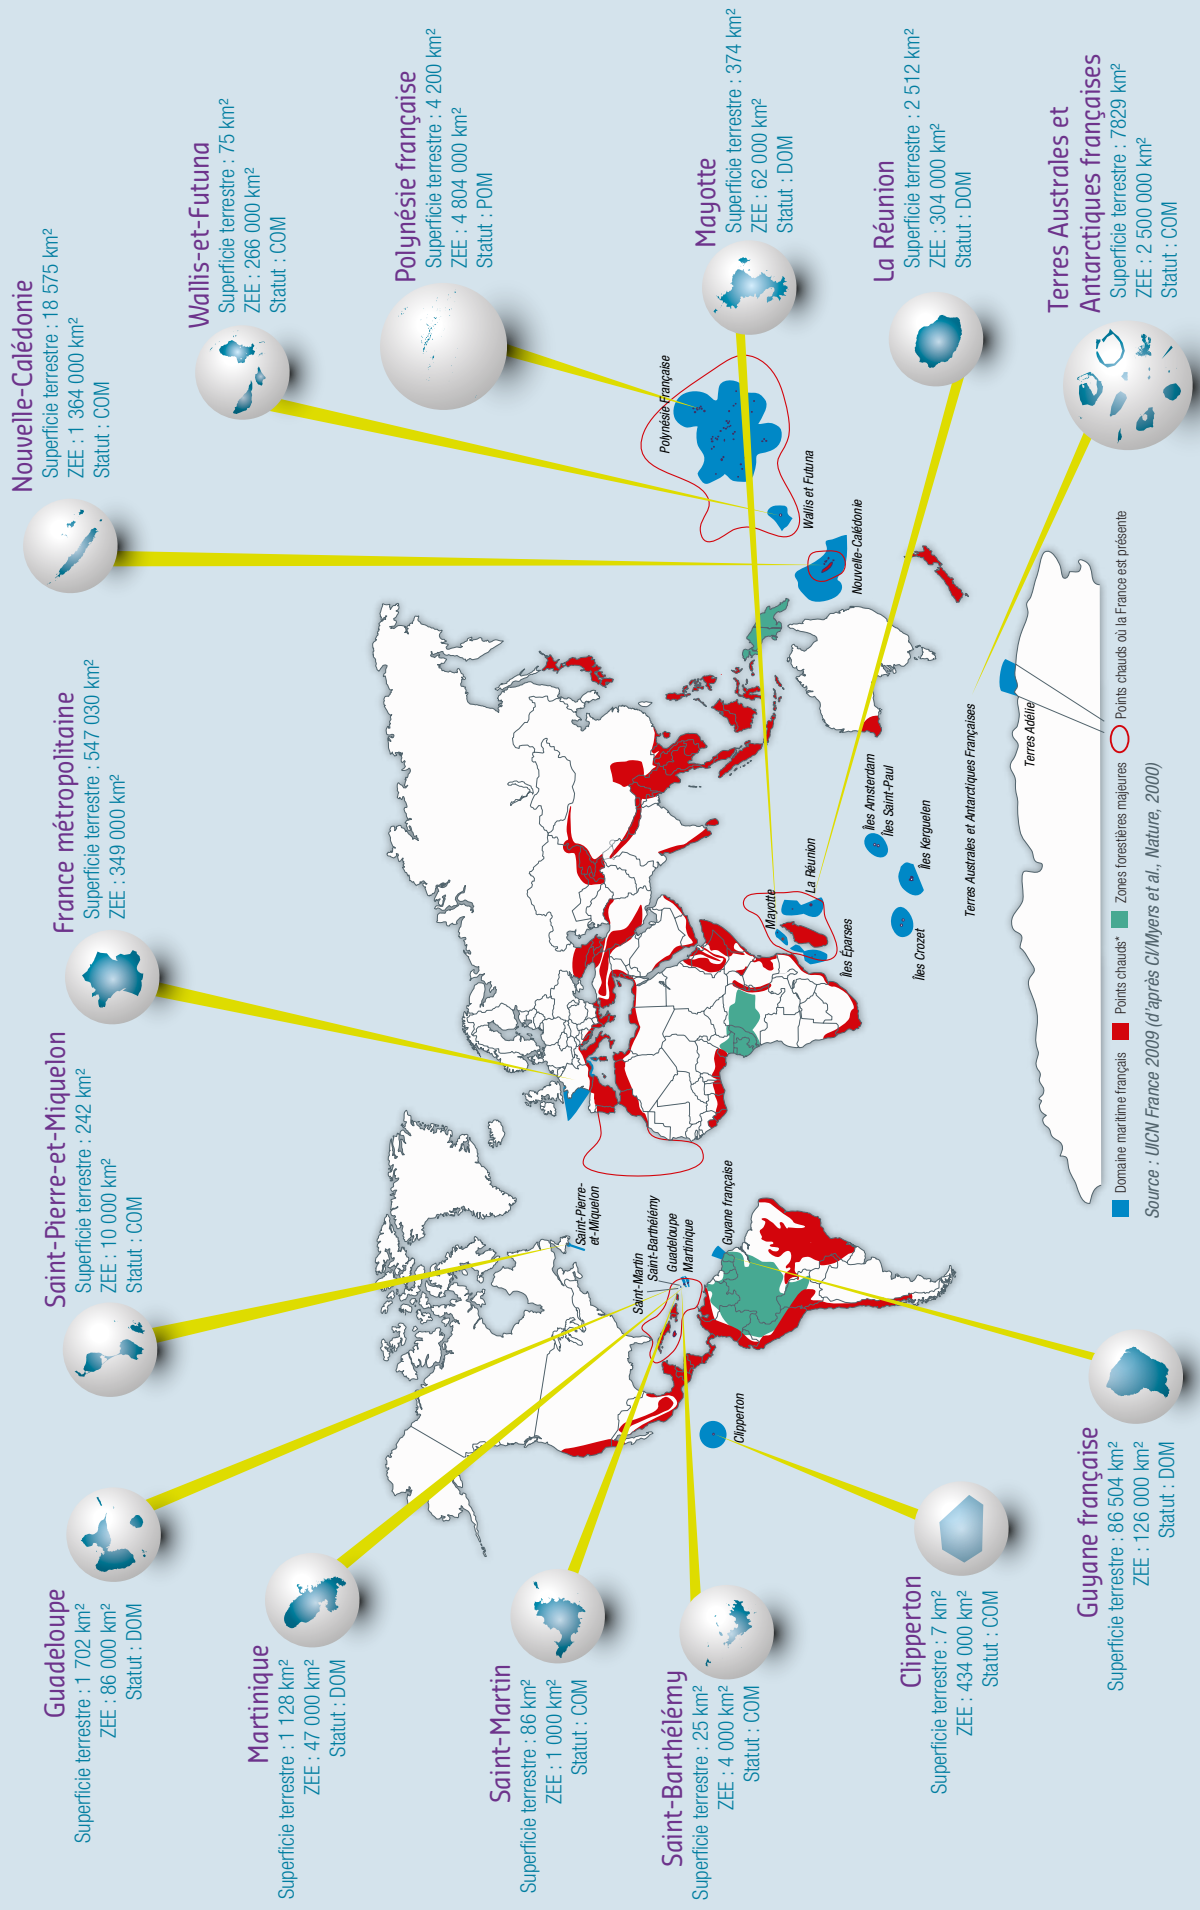 Guadeloupe
Superficie terrestre : 1 702 km²
ZEE : 86 000 km²
Statut : DOM
Saint-Pierre-et-Miquelon
Superficie terrestre : 242 km²
ZEE : 10 000 km²
Statut : COM
France métropolitaine
Superficie terrestre : 547 030 km²
ZEE : 349 000 km²
Nouvelle-Calédonie
Superficie terrestre : 18 575 km²
ZEE : 1 364 000 km²
Statut : COM
Wallis-et-Futuna
Superficie terrestre : 75 km²
ZEE : 266 000 km²
Statut : COM
Martinique
Superficie terrestre : 1 128 km²
ZEE : 47 000 km²
Statut : DOM
Polynésie française
Superficie terrestre : 4 200 km²
ZEE : 4 804 000 km²
Statut : POM
Saint-Martin
Superficie terrestre : 86 km²
ZEE : 1 000 km²
Statut : COM
Saint-Barthélémy
Superficie terrestre : 25 km²
ZEE : 4 000 km²
Statut : COM
Mayotte
Superficie terrestre : 374 km²
ZEE : 62 000 km²
Statut : DOM
La Réunion
Superficie terrestre : 2 512 km²
ZEE : 304 000 km²
Statut : DOM
Clipperton
Superficie terrestre : 7 km²
ZEE : 434 000 km²
Statut : COM
Guyane française
Superficie terrestre : 86 504 km²
ZEE : 126 000 km²
Statut : DOM
Terres Australes et
Antarctiques françaises
Superficie terrestre : 7829 km²
ZEE : 2 500 000 km²
Statut : COM
Saint-Pierre-
et-Miquelon
Saint-Martin
Saint-Barthélémy
Guadeloupe
Martinique
Guyane française
Clipperton
Polynésie Française
Wallis et Futuna
Nouvelle-Calédonie
Mayotte
La Réunion
Îles Éparses
Îles Amsterdam
Îles Saint-Paul
Îles Kerguelen
Îles Crozet
Terres Australes et Antarctiques Françaises
Terres Adélie
Domaine maritime français
Points chauds*
Zones forestières majeures
Points chauds où la France est présente
Source : UICN France 2009 (d'après CI/Myers et al., Nature, 2000)